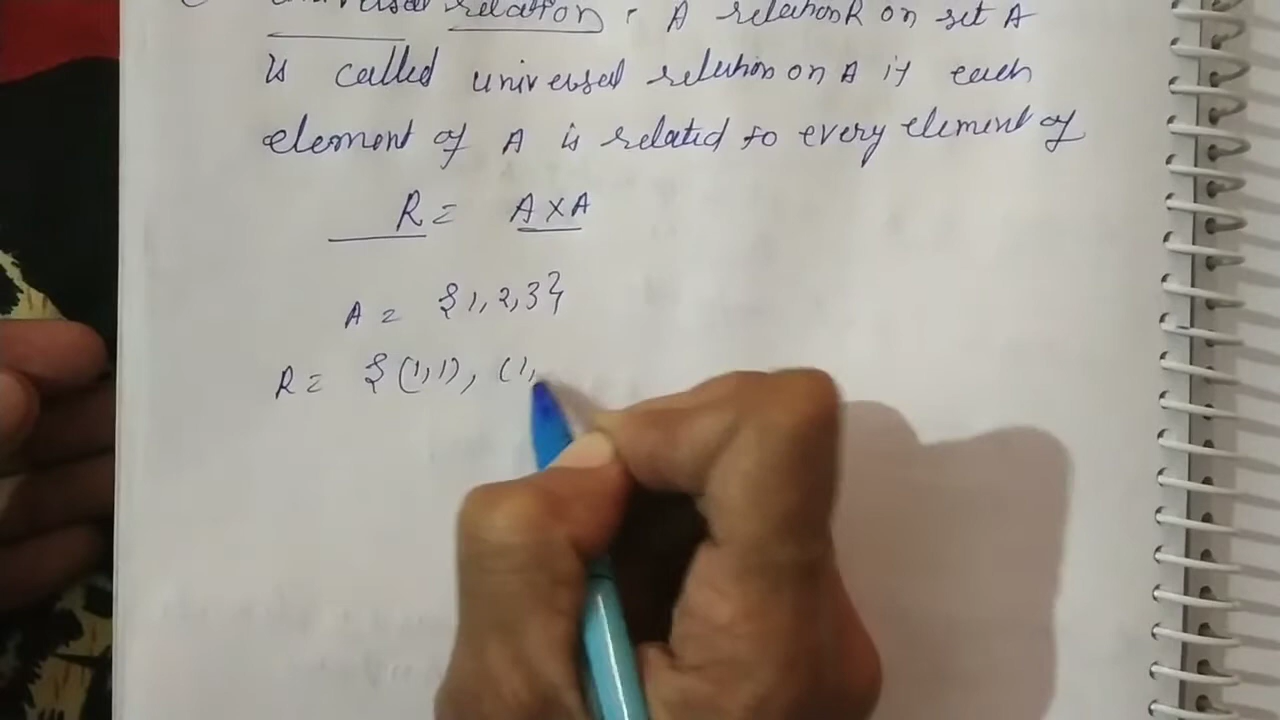 universal relation : A relation R on set A
is called universal relation on A if each
element of A is related to every element of
R = A × A
A = {1, 2, 3}
R = {(1, 1), (1,